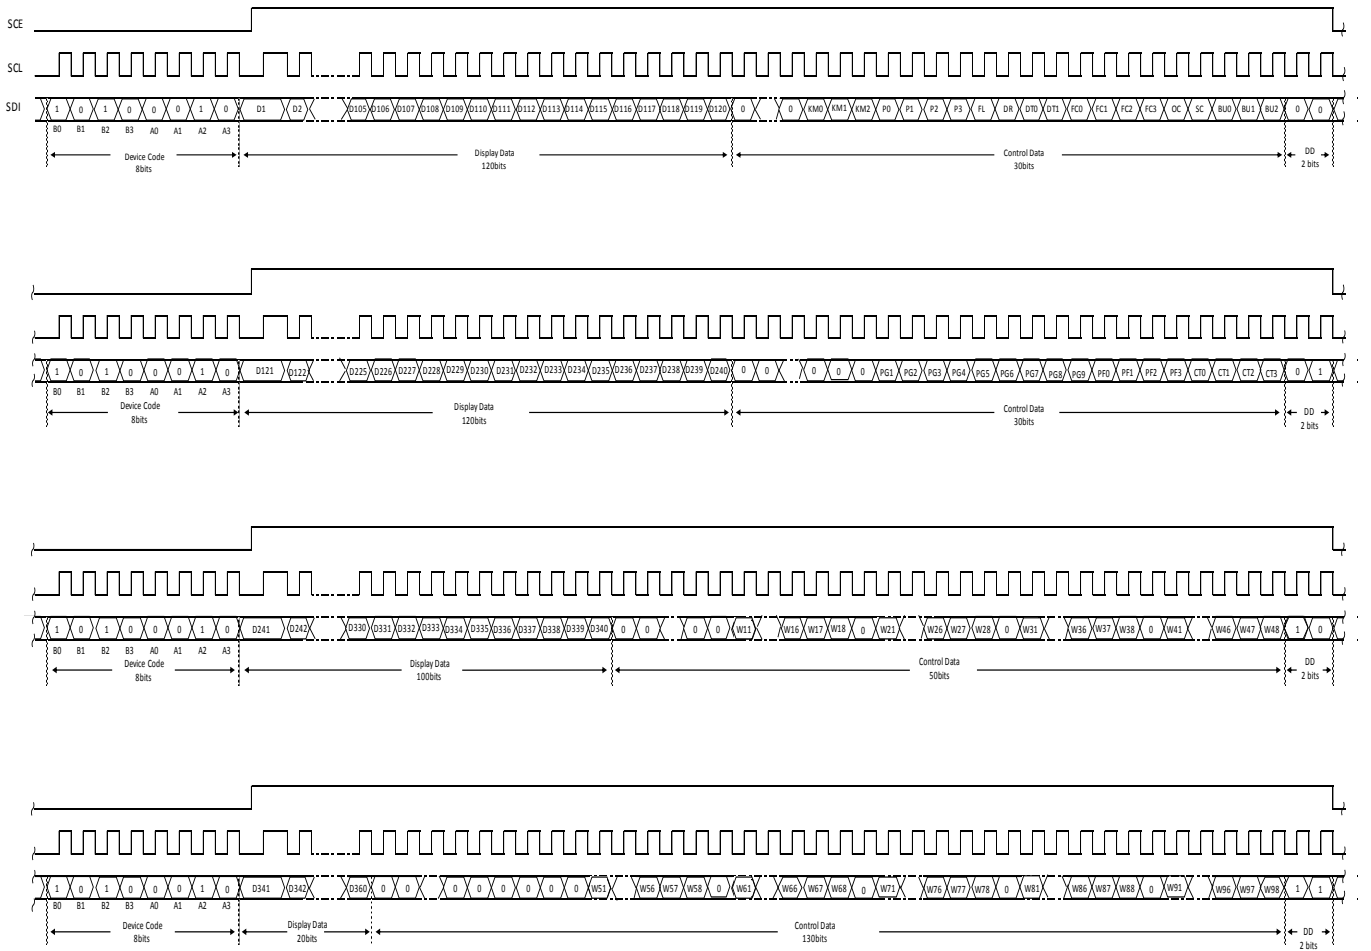 SCE
SCL
SDI 1 0 1 0 0 0 1 0 D1 D2 D105 D106 D107 D108 D109 D110 D111 D112 D113 D114 D115 D116 D117 D118 D119 D120 0 0 KM0 KM1 KM2 P0 P1 P2 P3 FL DR DT0 DT1 FC0 FC1 FC2 FC3 OC SC BU0 BU1 BU2 0 0
B0 B1 B2 B3 A0 A1 A2 A3
Device Code Display Data Control Data DD
8bits 120bits 30bits 2 bits
1 0 1 0 0 0 1 0 D121 D122 D225 D226 D227 D228 D229 D230 D231 D232 D233 D234 D235 D236 D237 D238 D239 D240 0 0 0 0 0 PG1 PG2 PG3 PG4 PG5 PG6 PG7 PG8 PG9 PF0 PF1 PF2 PF3 CT0 CT1 CT2 CT3 0 1
B0 B1 B2 B3 A0 A1 A2 A3
Device Code Display Data Control Data DD
8bits 120bits 30bits 2 bits
1 0 1 0 0 0 1 0 D241 D242 D330 D331 D332 D333 D334 D335 D336 D337 D338 D339 D340 0 0 0 0 W11 W16 W17 W18 0 W21 W26 W27 W28 0 W31 W36 W37 W38 0 W41 W46 W47 W48 1 0
B0 B1 B2 B3 A0 A1 A2 A3
Device Code Display Data Control Data DD
8bits 100bits 50bits 2 bits
1 0 1 0 0 0 1 0 D341 D342 D360 0 0 0 0 0 0 0 0 W51 W56 W57 W58 0 W61 W66 W67 W68 0 W71 W76 W77 W78 0 W81 W86 W87 W88 0 W91 W96 W97 W98 1 1
B0 B1 B2 B3 A0 A1 A2 A3
Device Code Display Data Control Data DD
8bits 20bits 130bits 2 bits